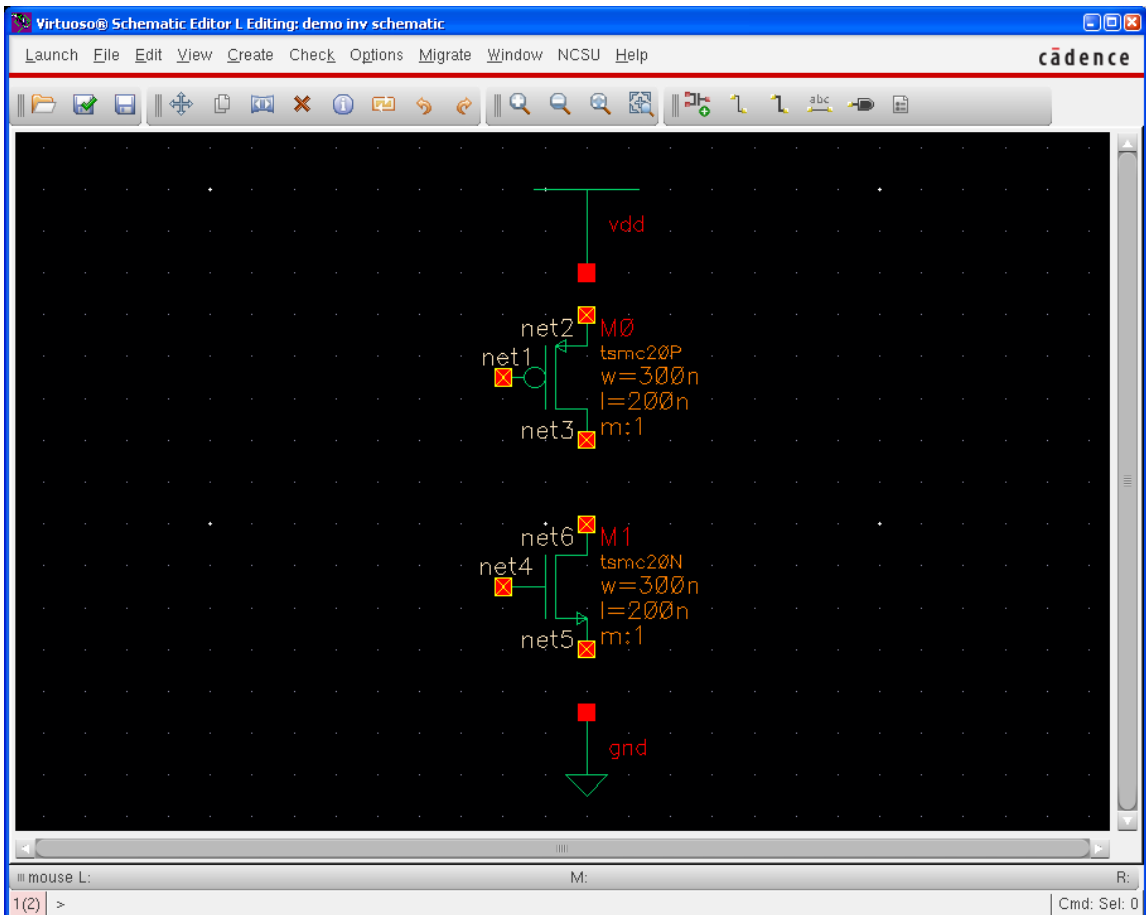 Virtuoso® Schematic Editor L Editing: demo inv schematic
Launch File Edit View Create Check Options Migrate Window NCSU Help
cādence
abc
vdd
net2 M0
net1 tsmc20P
w=300n
l=200n
net3 m:1
net6 M1
net4 tsmc20N
w=300n
l=200n
net5 m:1
gnd
mouse L: M: R:
1(2) > Cmd: Sel: 0